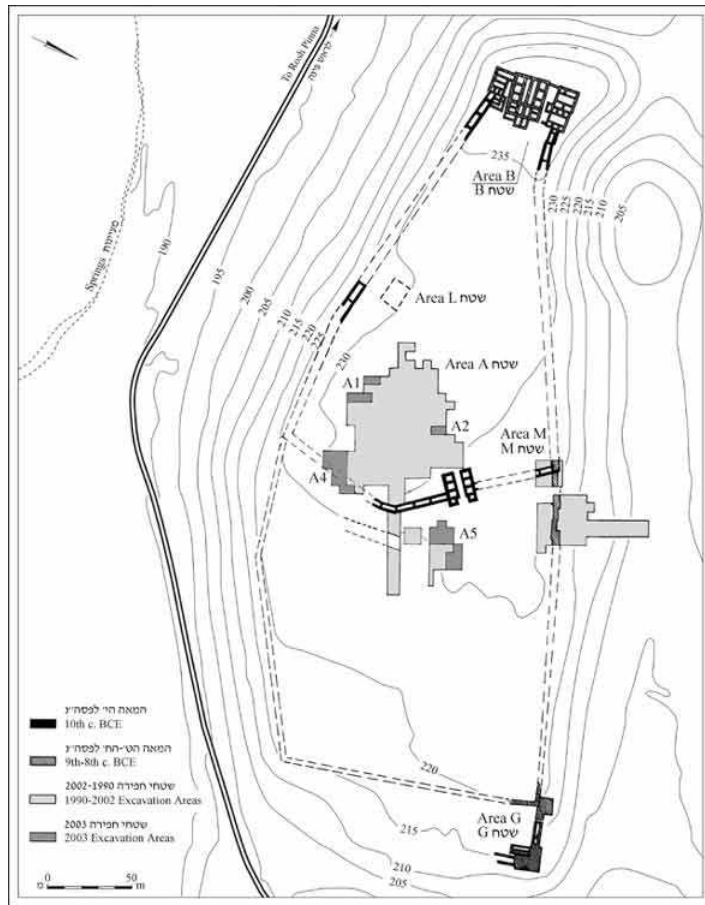 To Rosh Pinna
לראש פינה
Springs מעיינות
190
195
200
205
210
215
220
225
230
235
Area B
שטח B
230
225
220
215
210
205
Area L שטח
Area A שטח
A1
A2
Area M
שטח M
A4
A5
220
Area G
שטח G
215
210
205
המאה הי' לפסה"נ
10th c. BCE
המאה הט'-הח' לפסה"נ
9th-8th c. BCE
שטחי חפירה 2002-1990
1990-2002 Excavation Areas
שטחי חפירה 2003
2003 Excavation Areas
מ 0 50 m